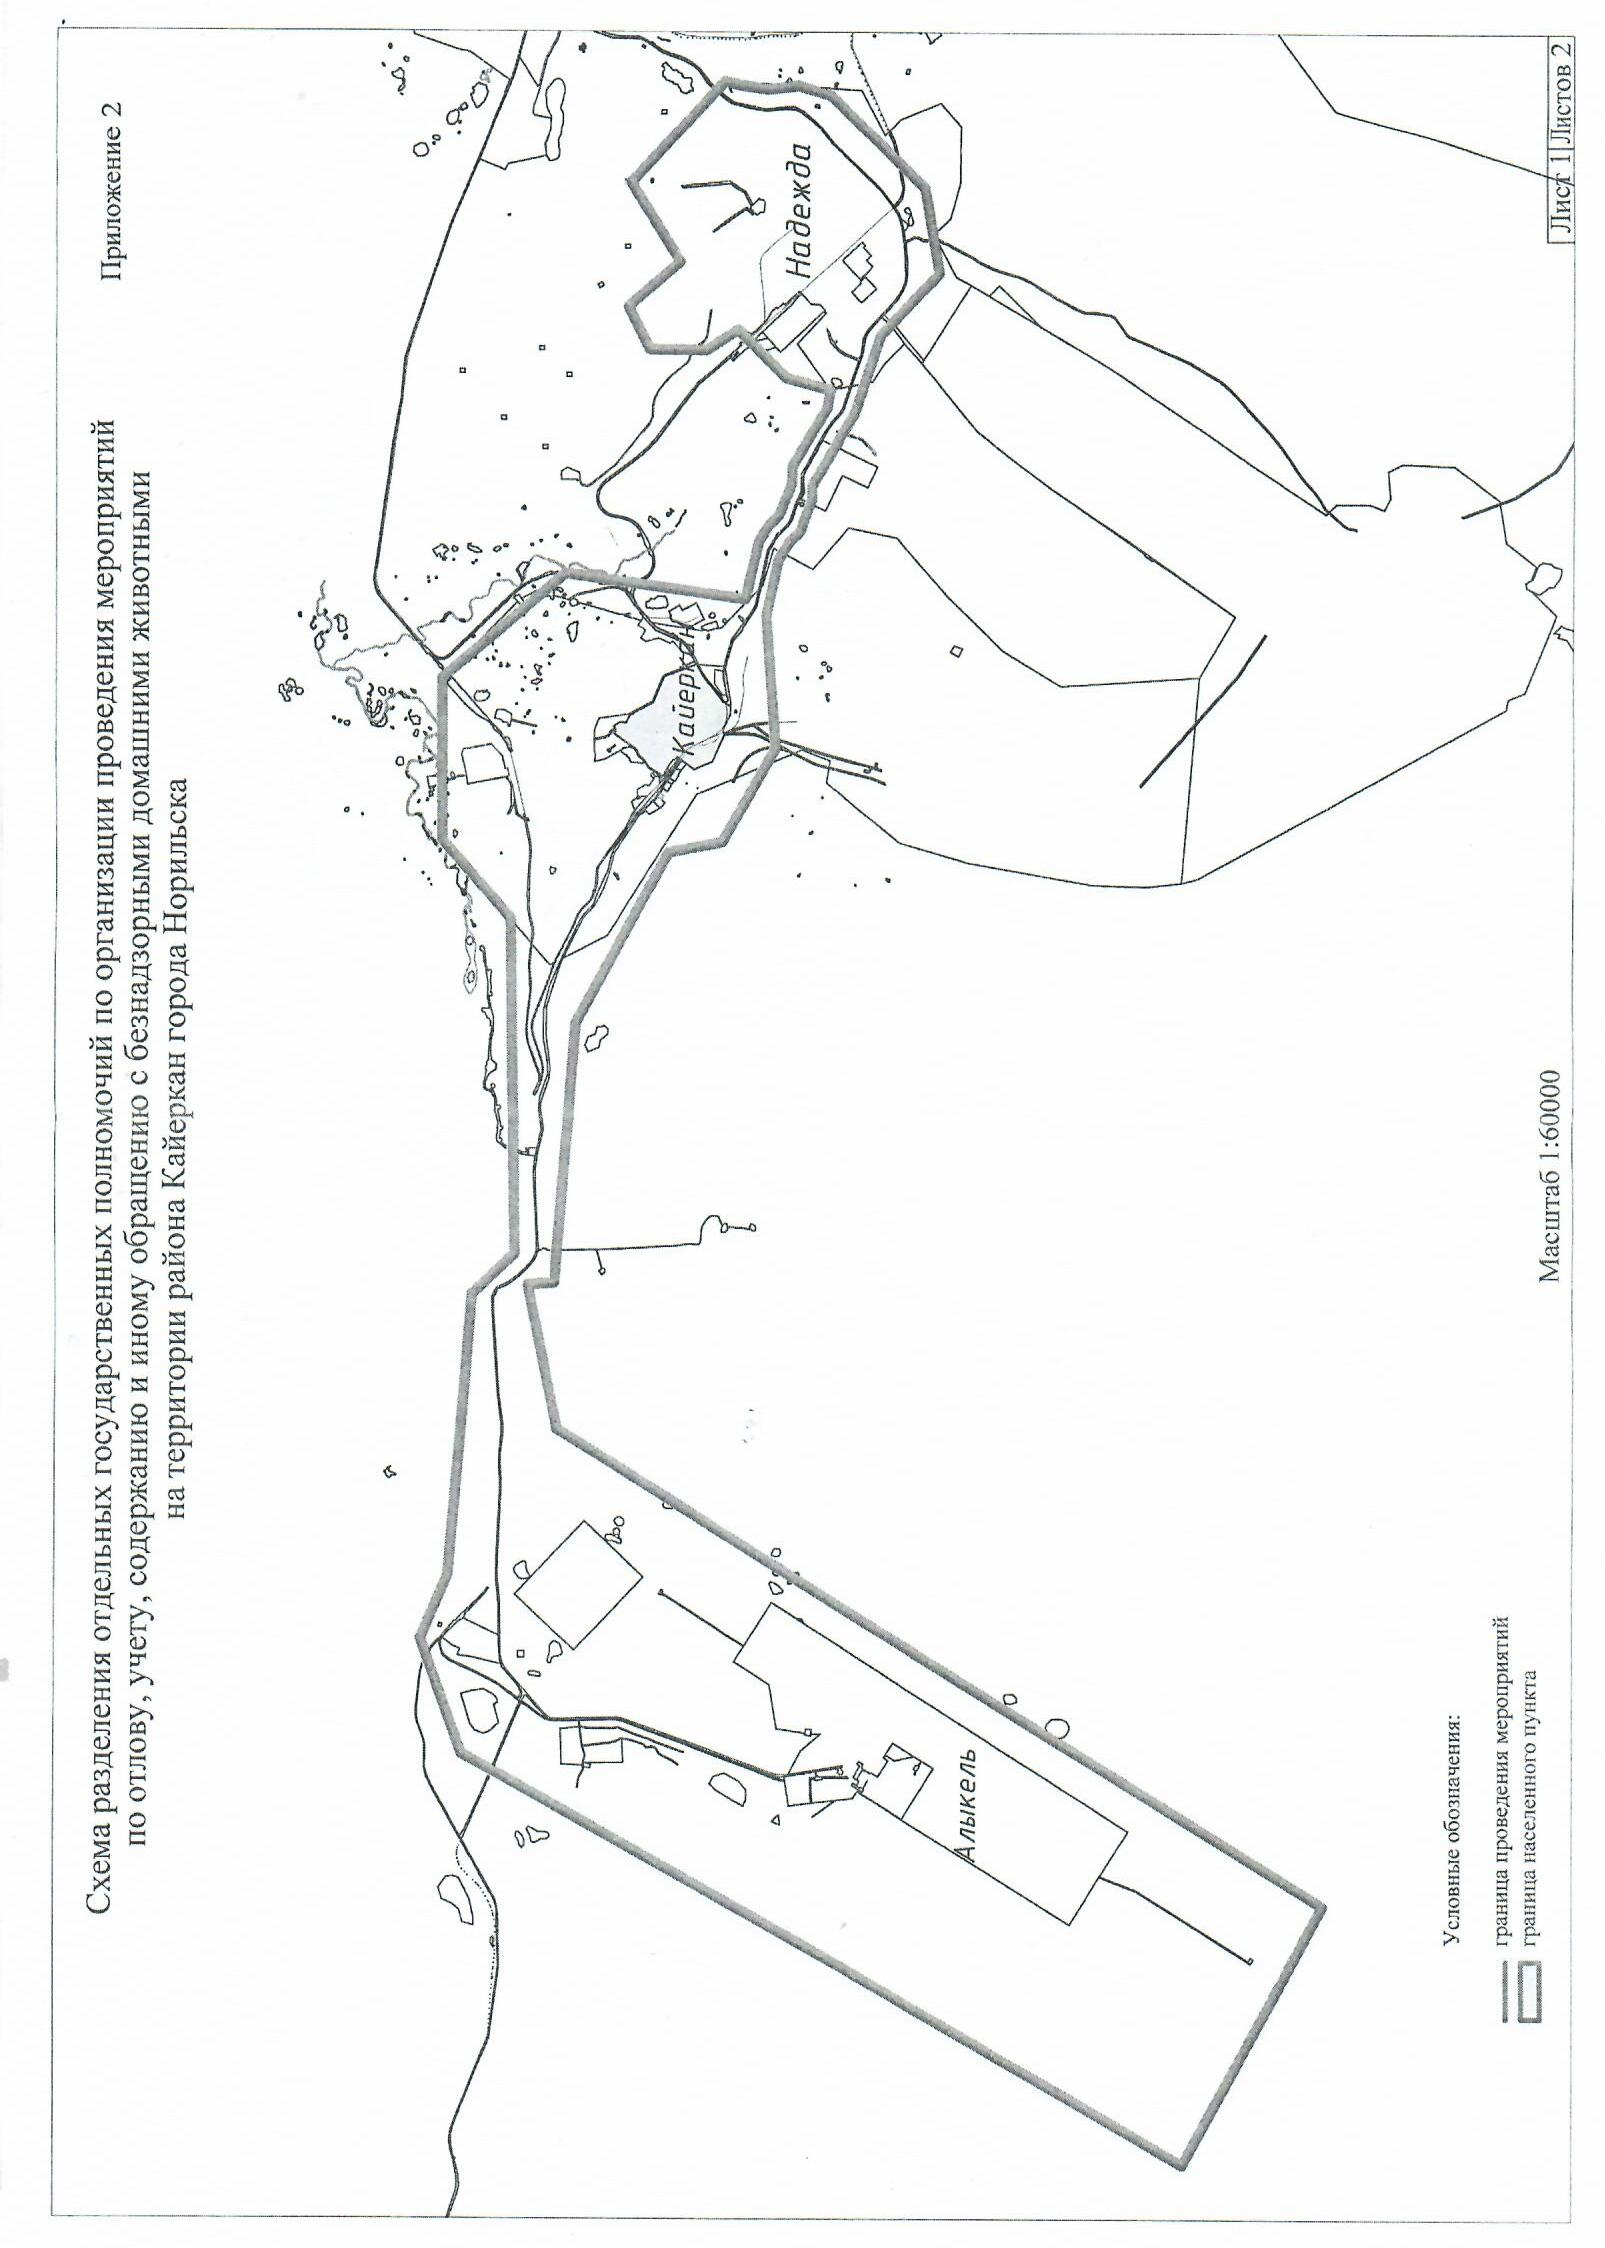 Приложение 2
Схема разделения отдельных государственных полномочий по организации проведения мероприятий
по отлову, учету, содержанию и иному обращению с безнадзорными домашними животными
на территории района Кайеркан города Норильска
Надежда
Кайеркан
Алыкель
Условные обозначения:
граница проведения мероприятий
граница населенного пункта
Масштаб 1:60000
Лист 1 Листов 2